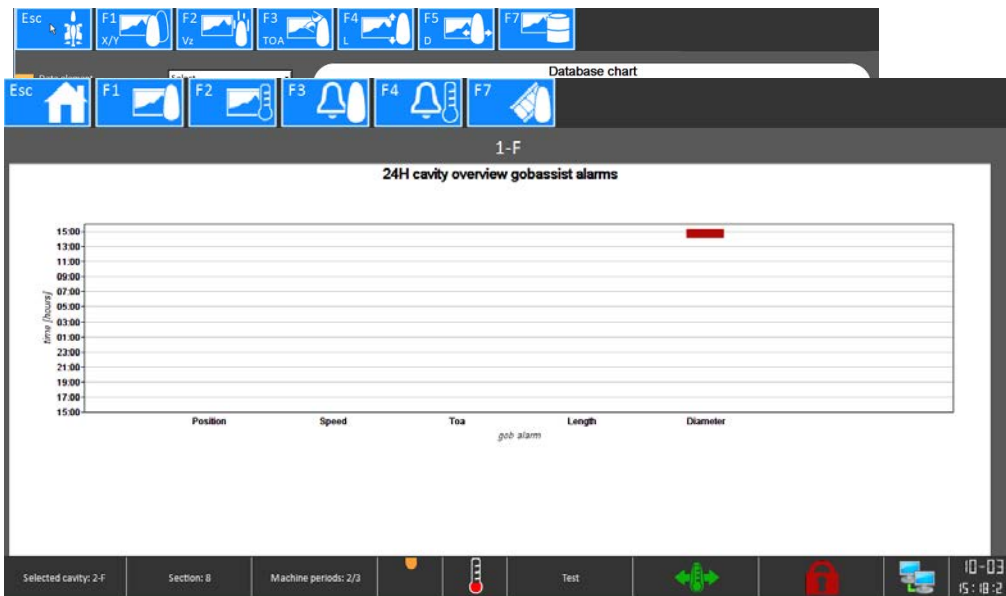 Esc F1 F2 F3 F4 F5 F7
X/Y Vz TOA L D
Data element Select Database chart
Esc F1 F2 F3 F4 F7
1-F
24H cavity overview gobassist alarms
15:00
13:00
11:00
09:00
07:00
05:00
03:00
01:00
23:00
21:00
19:00
17:00
15:00
time [hours]
Position Speed Toa Length Diameter
gob alarm
Selected cavity: 2-F Section: 8 Machine periods: 2/3 Test 10-03
15:18:2